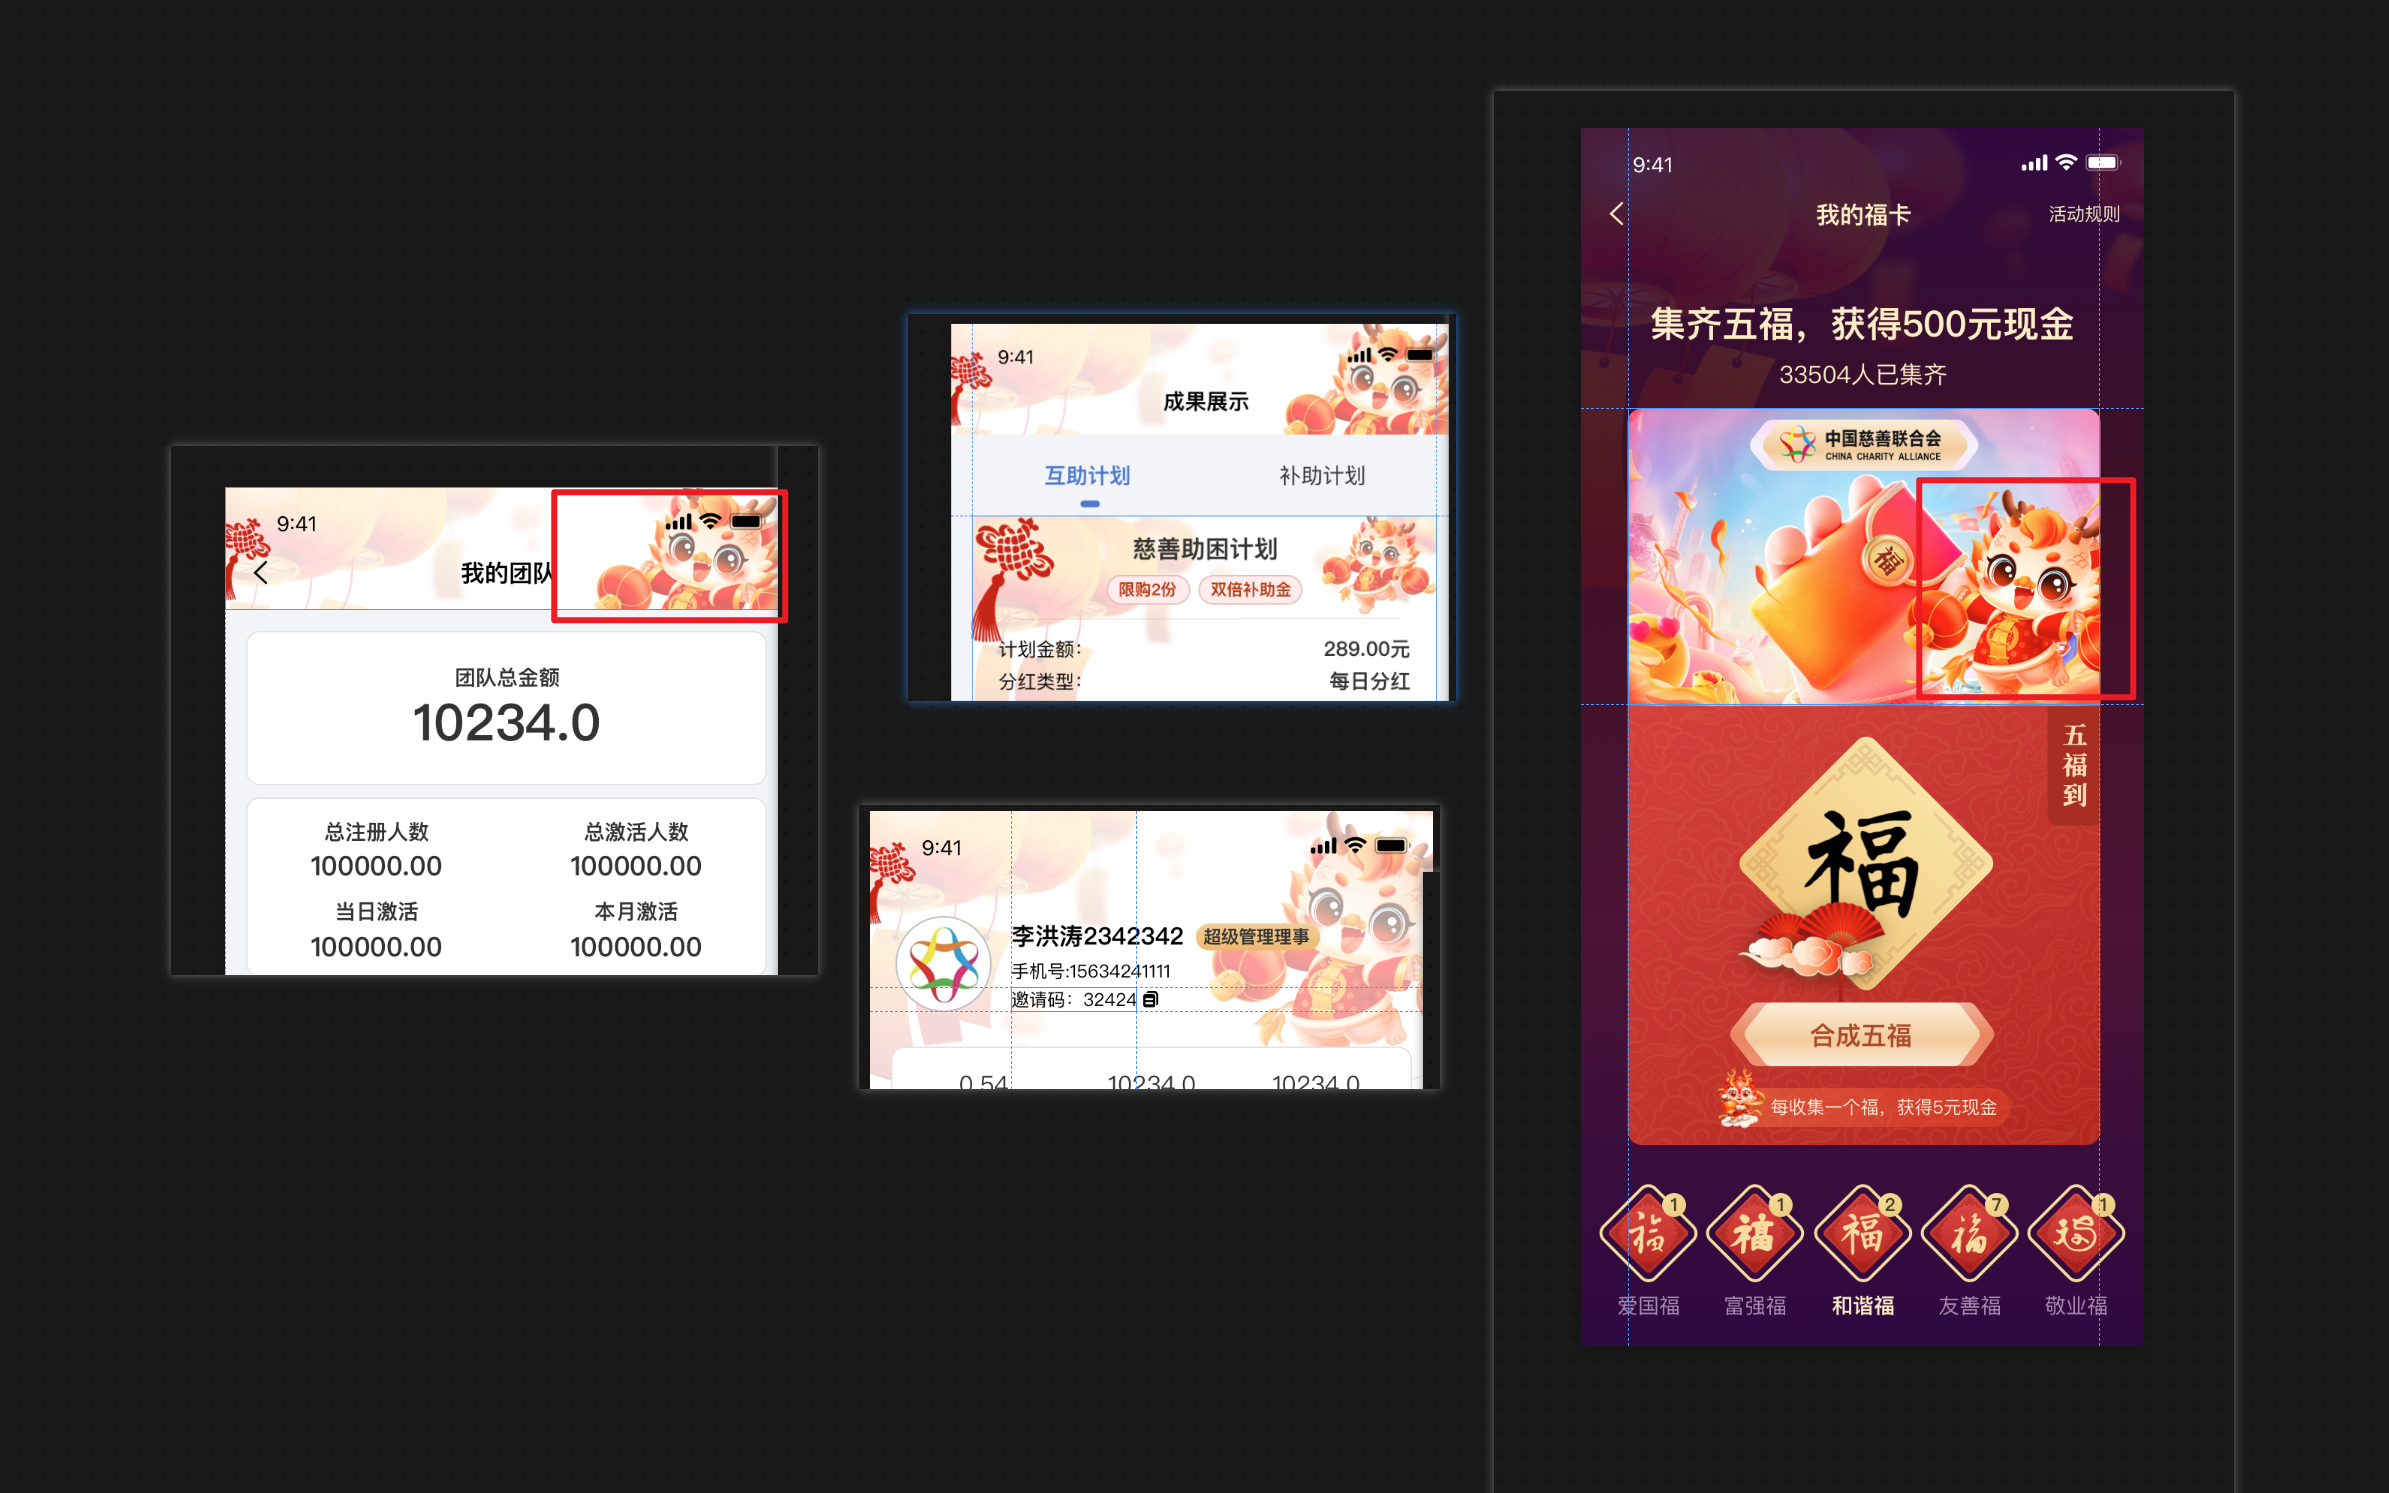 9:41
我的团队
团队总金额
10234.0
总注册人数
总激活人数
100000.00
100000.00
当日激活
本月激活
100000.00
100000.00
9:41
成果展示
互助计划
补助计划
慈善助困计划
限购2份
双倍补助金
计划金额：
289.00元
分红类型：
每日分红
9:41
李洪涛2342342
超级管理理事
手机号:15634241111
邀请码：32424
0.54
10234.0
10234.0
9:41
我的福卡
活动规则
集齐五福，获得500元现金
33504人已集齐
中国慈善联合会
CHINA CHARITY ALLIANCE
福
五福到
福
合成五福
每收集一个福，获得5元现金
1
1
2
7
1
福
福
福
福
福
爱国福
富强福
和谐福
友善福
敬业福